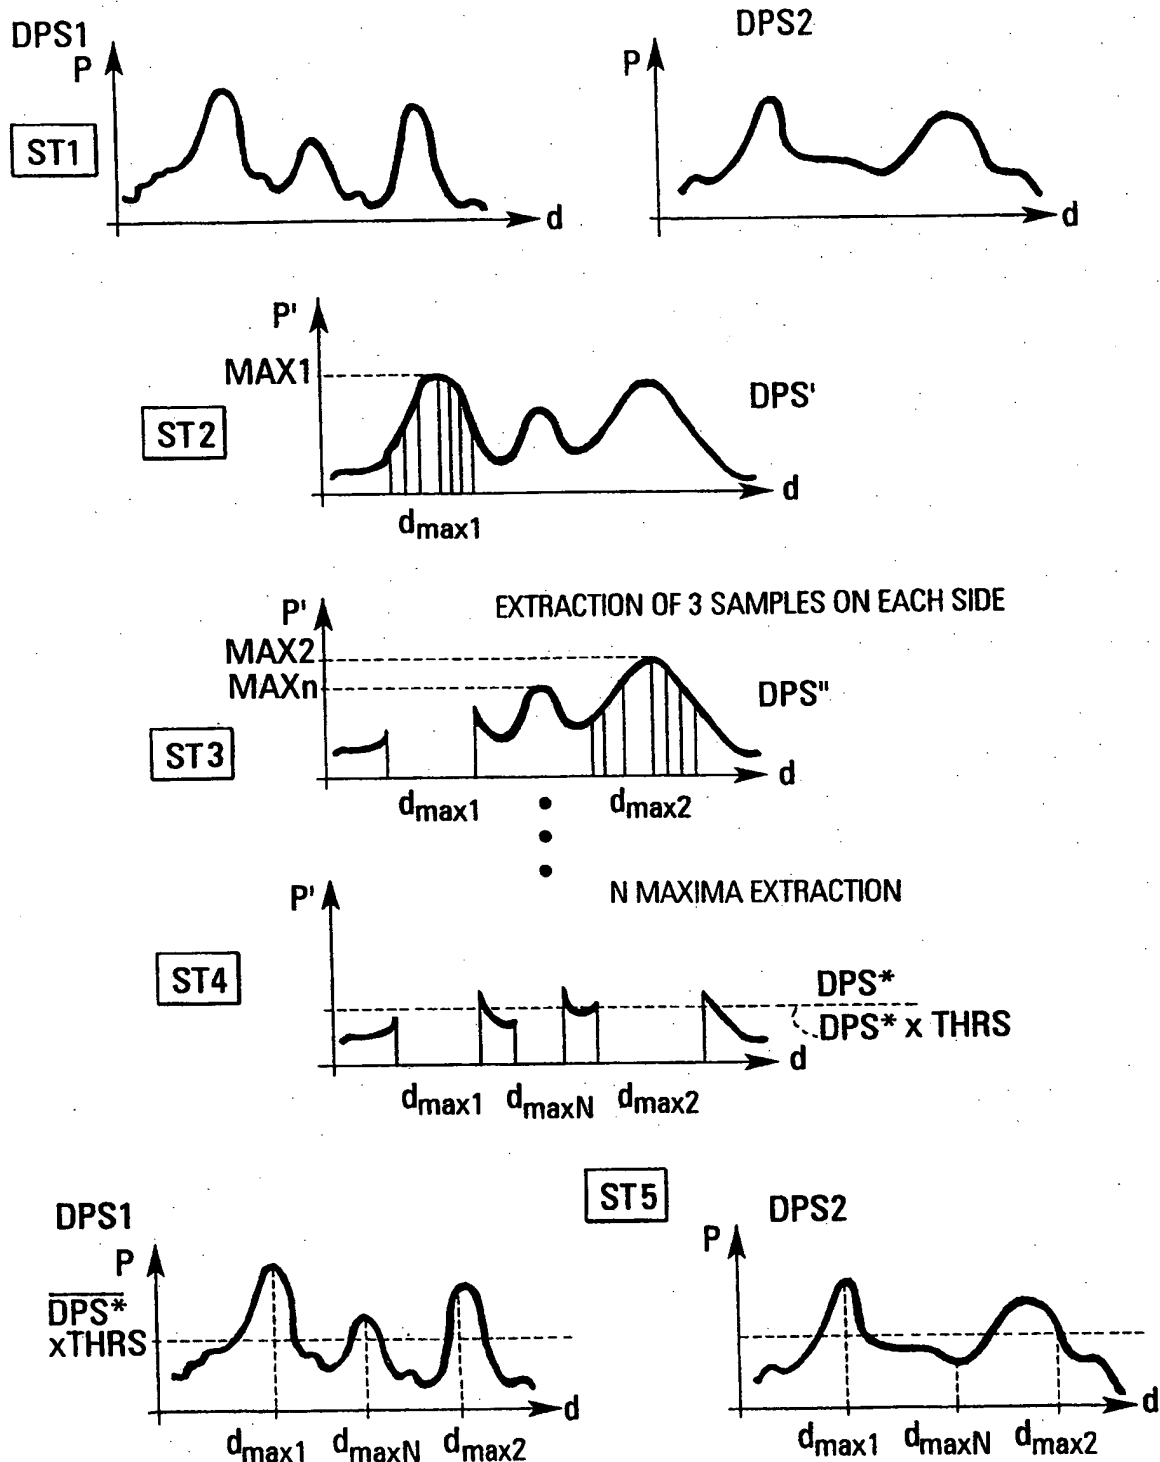 DPS1
P
ST1
d
DPS2
P
d
P'
MAX1
ST2
DPS'
d
dmax1
EXTRACTION OF 3 SAMPLES ON EACH SIDE
P'
MAX2
MAXn
DPS"
ST3
d
dmax1
dmax2
N MAXIMA EXTRACTION
P'
ST4
DPS*
DPS* x THRS
d
dmax1 dmaxN dmax2
ST5
DPS1
P
DPS*
xTHRS
d
dmax1 dmaxN dmax2
DPS2
P
d
dmax1 dmaxN dmax2